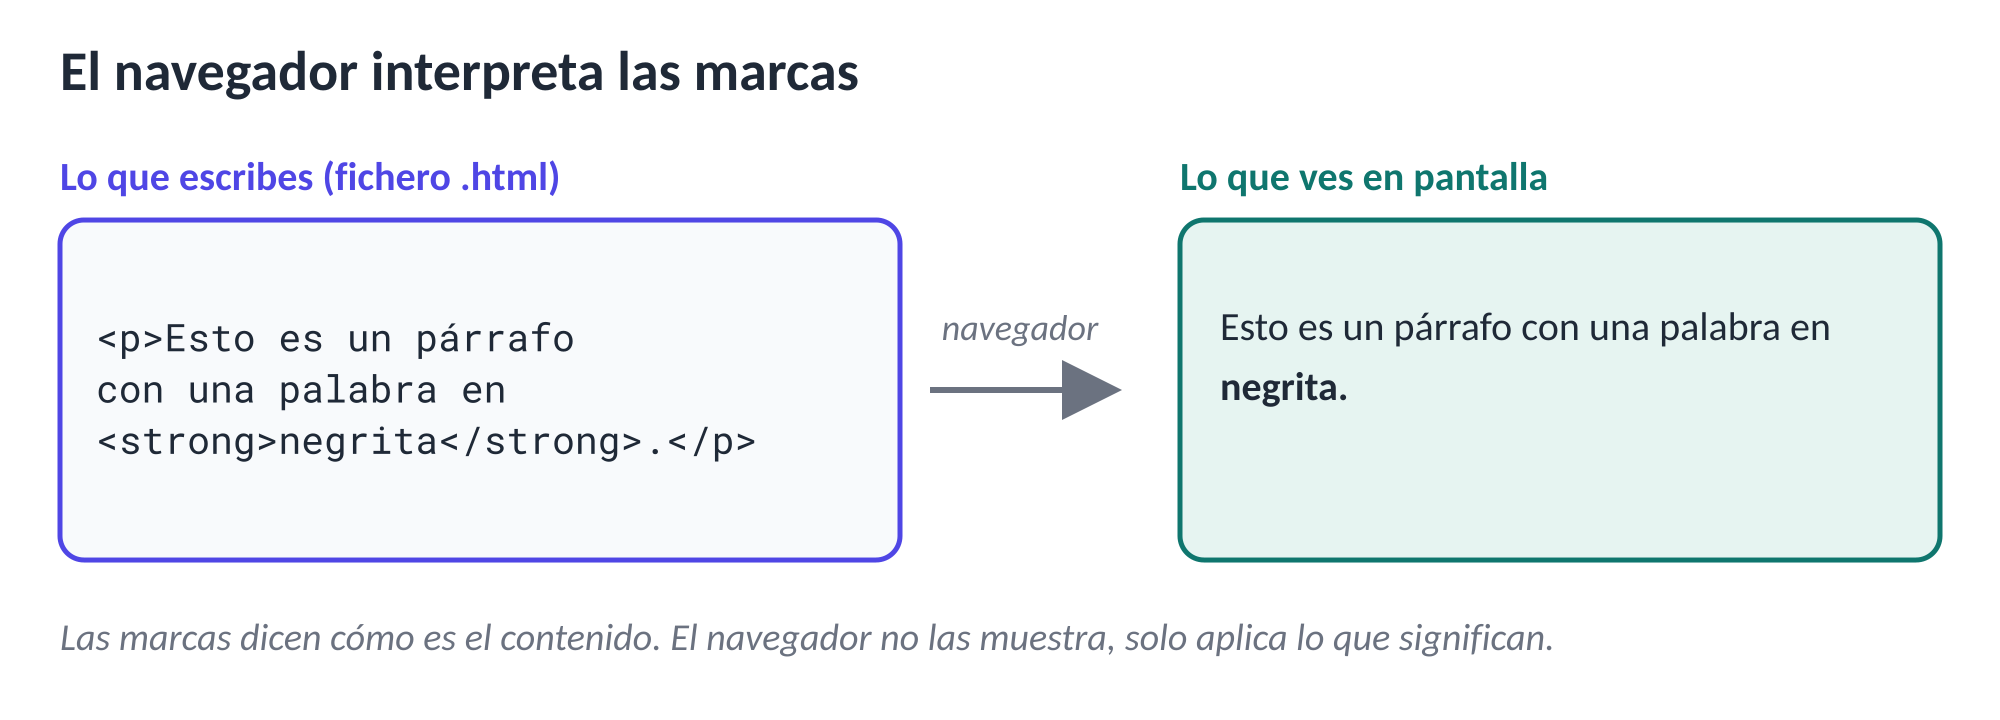 El navegador interpreta las marcas
Lo que escribes (fichero .html)
<p>Esto es un párrafo
con una palabra en
<strong>negrita</strong>.</p>
navegador
Lo que ves en pantalla
Esto es un párrafo con una palabra en
negrita.
Las marcas dicen cómo es el contenido. El navegador no las muestra, solo aplica lo que significan.